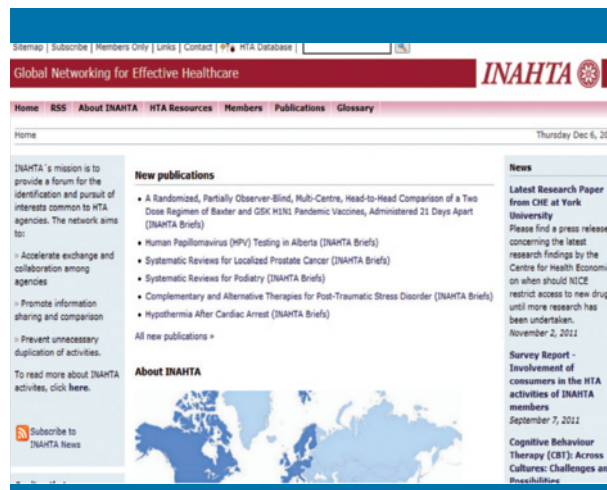 Sitemap | Subscribe | Members Only | Links | Contact | HTA Database |
Global Networking for Effective Healthcare
INAHTA
Home RSS About INAHTA HTA Resources Members Publications Glossary
Home
Thursday Dec 6, 20
INAHTA`s mission is to
provide a forum for the
identification and pursuit of
interests common to HTA
agencies. The network aims
to:
» Accelerate exchange and
collaboration among
agencies
» Promote information
sharing and comparison
» Prevent unnecessary
duplication of activities.
To read more about INAHTA
activites, click here.
Subscribe to
INAHTA News
New publications
• A Randomized, Partially Observer-Blind, Multi-Centre, Head-to-Head Comparison of a Two
Dose Regimen of Baxter and GSK H1N1 Pandemic Vaccines, Administered 21 Days Apart
(INAHTA Briefs)
• Human Papillomavirus (HPV) Testing in Alberta (INAHTA Briefs)
• Systematic Reviews for Localized Prostate Cancer (INAHTA Briefs)
• Systematic Reviews for Podiatry (INAHTA Briefs)
• Complementary and Alternative Therapies for Post-Traumatic Stress Disorder (INAHTA Briefs)
• Hypothermia After Cardiac Arrest (INAHTA Briefs)
All new publications »
About INAHTA
News
Latest Research Paper
from CHE at York
University
Please find a press release
concerning the latest
research findings by the
Centre for Health Economi
on when should NICE
restrict access to new drug
until more research has
been undertaken.
November 2, 2011
Survey Report -
Involvement of
consumers in the HTA
activities of INAHTA
members
September 7, 2011
Cognitive Behaviour
Therapy (CBT): Across
Cultures: Challenges an
Possibilities